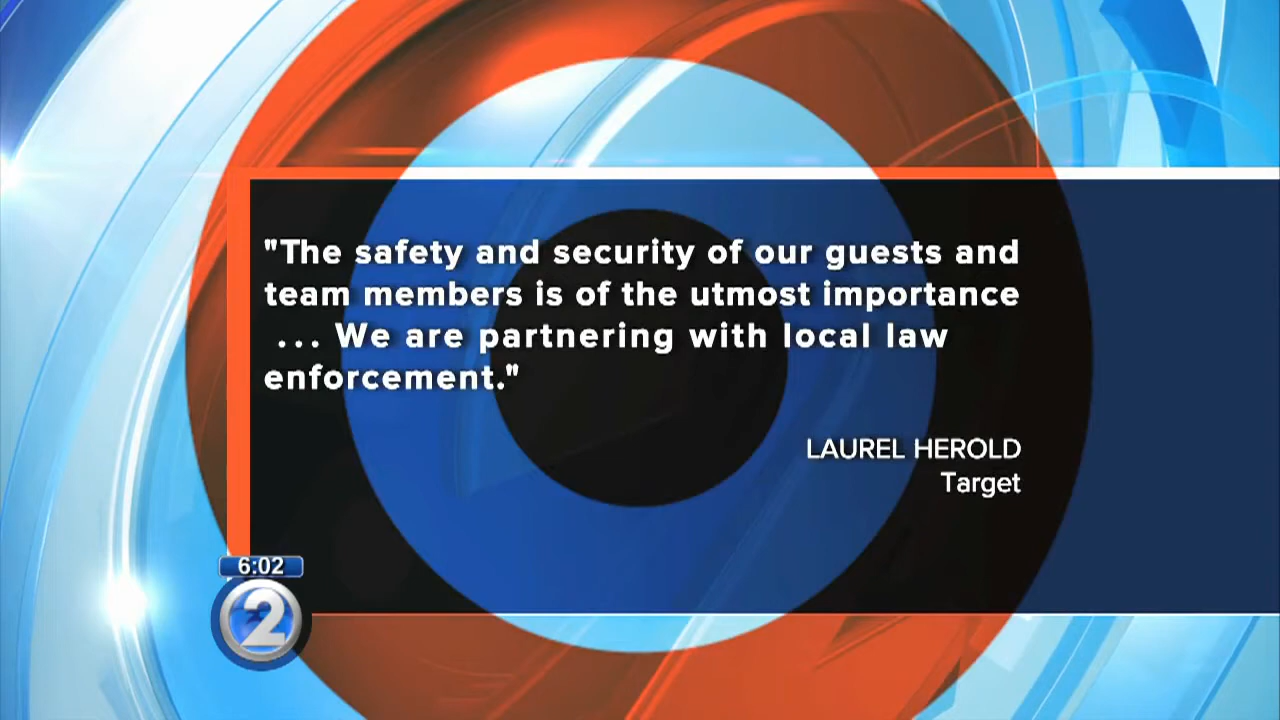 "The safety and security of our guests and
team members is of the utmost importance
... We are partnering with local law
enforcement."
LAUREL HEROLD
Target
6:02
2